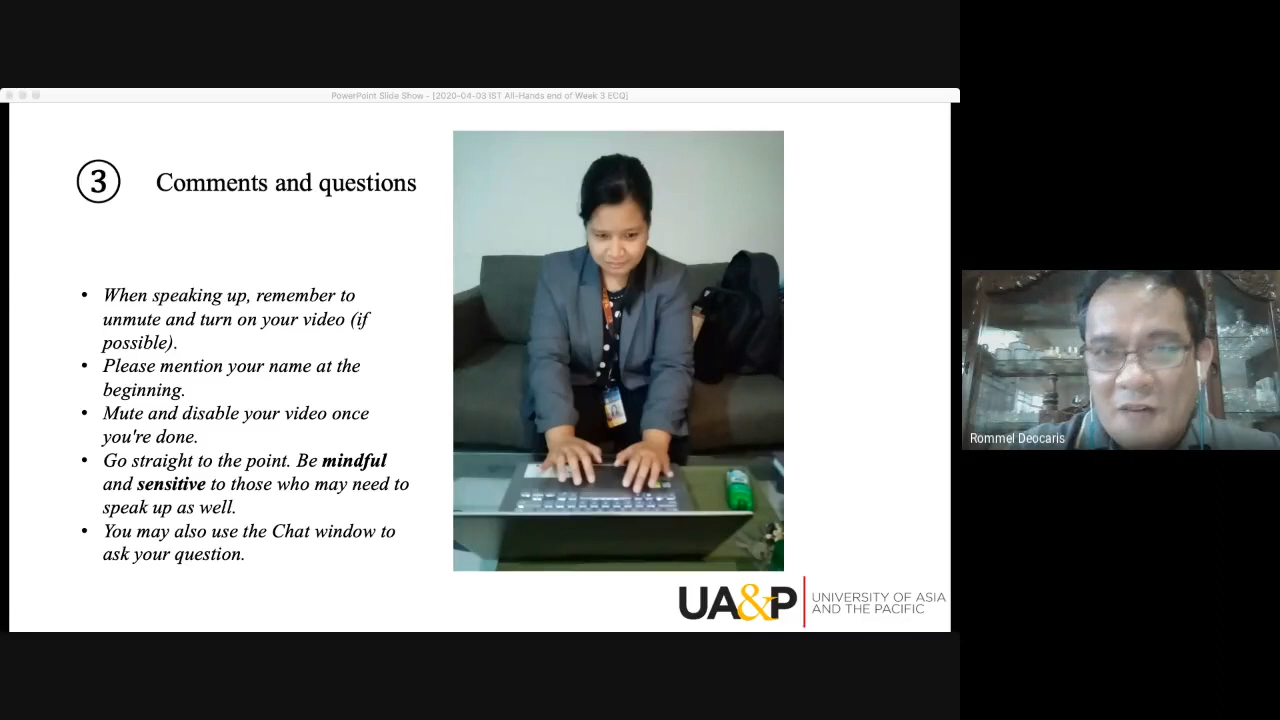 PowerPoint Slide Show - [2020-04-03 IST All-Hands end of Week 3 ECQ]
3 Comments and questions
• When speaking up, remember to
unmute and turn on your video (if
possible).
• Please mention your name at the
beginning.
• Mute and disable your video once
you're done.
• Go straight to the point. Be mindful
and sensitive to those who may need to
speak up as well.
• You may also use the Chat window to
ask your question.
UA&P
UNIVERSITY OF ASIA
AND THE PACIFIC
Rommel Deocaris